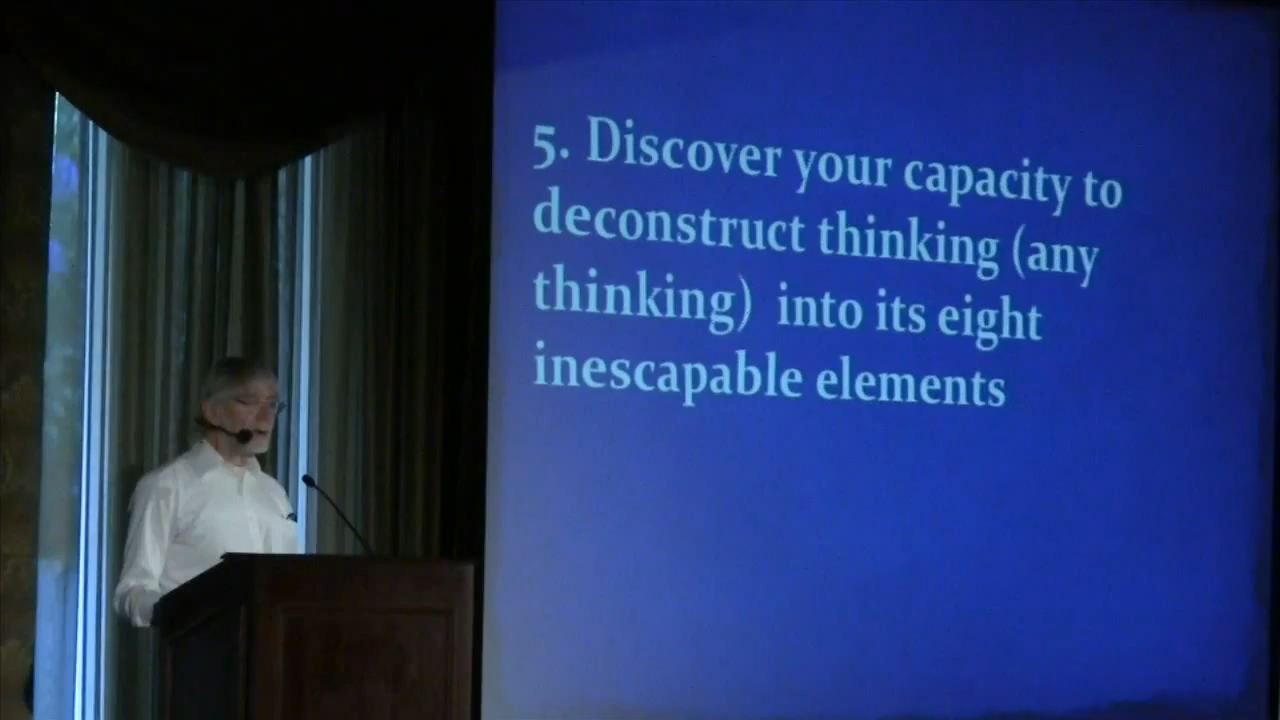 5. Discover your capacity to
deconstruct thinking (any
thinking) into its eight
inescapable elements